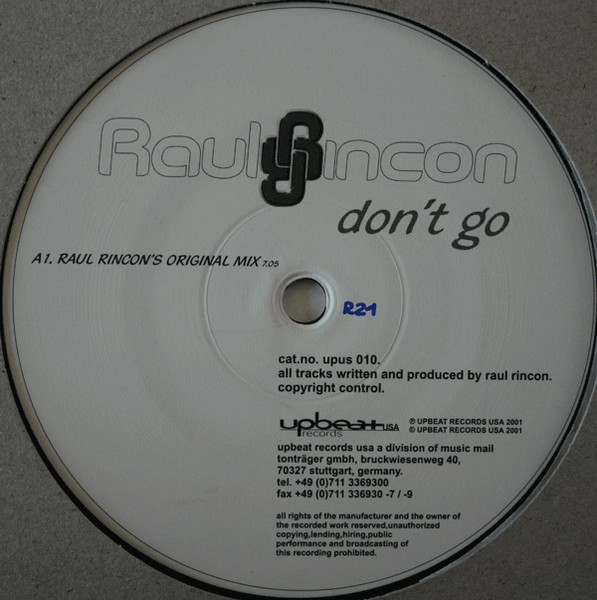 Raul Rincon
don't go
A1. RAUL RINCON'S ORIGINAL MIX 7.05
R21
cat.no. upus 010.
all tracks written and produced by raul rincon.
copyright control.
upbeat USA
records
℗ UPBEAT RECORDS USA 2001
© UPBEAT RECORDS USA 2001
upbeat records usa a division of music mail
tonträger gmbh, bruckwiesenweg 40,
70327 stuttgart, germany.
tel. +49 (0)711 3369300
fax +49 (0)711 336930 -7 / -9
all rights of the manufacturer and the owner of
the recorded work reserved,unauthorized
copying,lending,hiring,public
performance and broadcasting of
this recording prohibited.